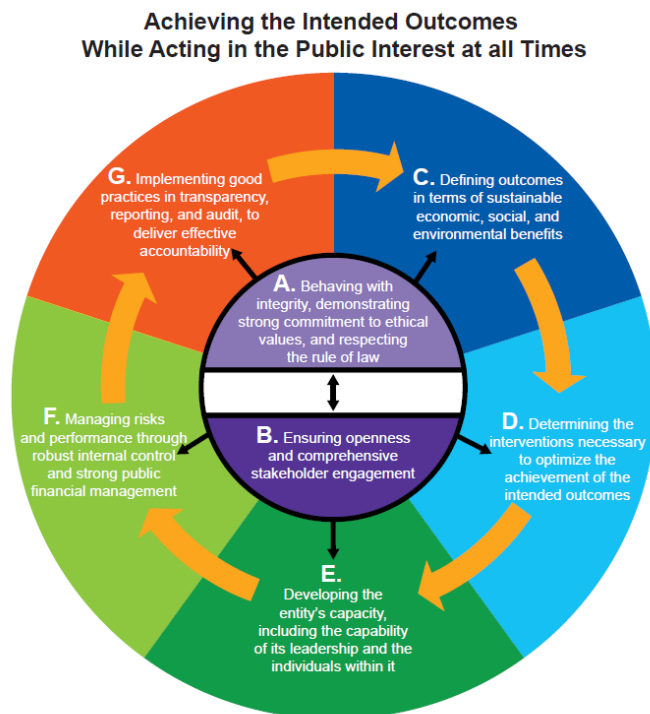 Achieving the Intended Outcomes
While Acting in the Public Interest at all Times
G. Implementing good
practices in transparency,
reporting, and audit, to
deliver effective
accountability
C. Defining outcomes
in terms of sustainable
economic, social, and
environmental benefits
A. Behaving with
integrity, demonstrating
strong commitment to ethical
values, and respecting
the rule of law
B. Ensuring openness
and comprehensive
stakeholder engagement
F. Managing risks
and performance through
robust internal control
and strong public
financial management
D. Determining the
interventions necessary
to optimize the
achievement of the
intended outcomes
E.
Developing the
entity's capacity,
including the capability
of its leadership and the
individuals within it